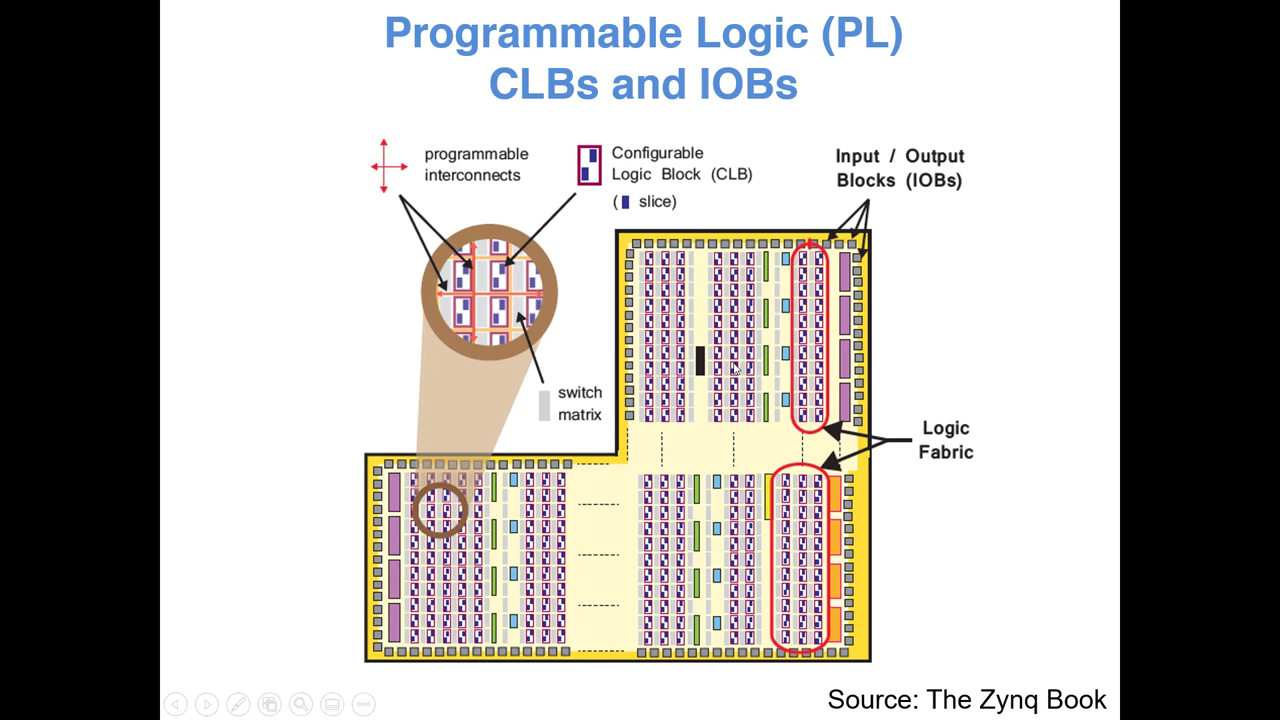 Programmable Logic (PL)
CLBs and IOBs
programmable
interconnects
Configurable
Logic Block (CLB)
( slice)
Input / Output
Blocks (IOBs)
switch
matrix
Logic
Fabric
Source: The Zynq Book